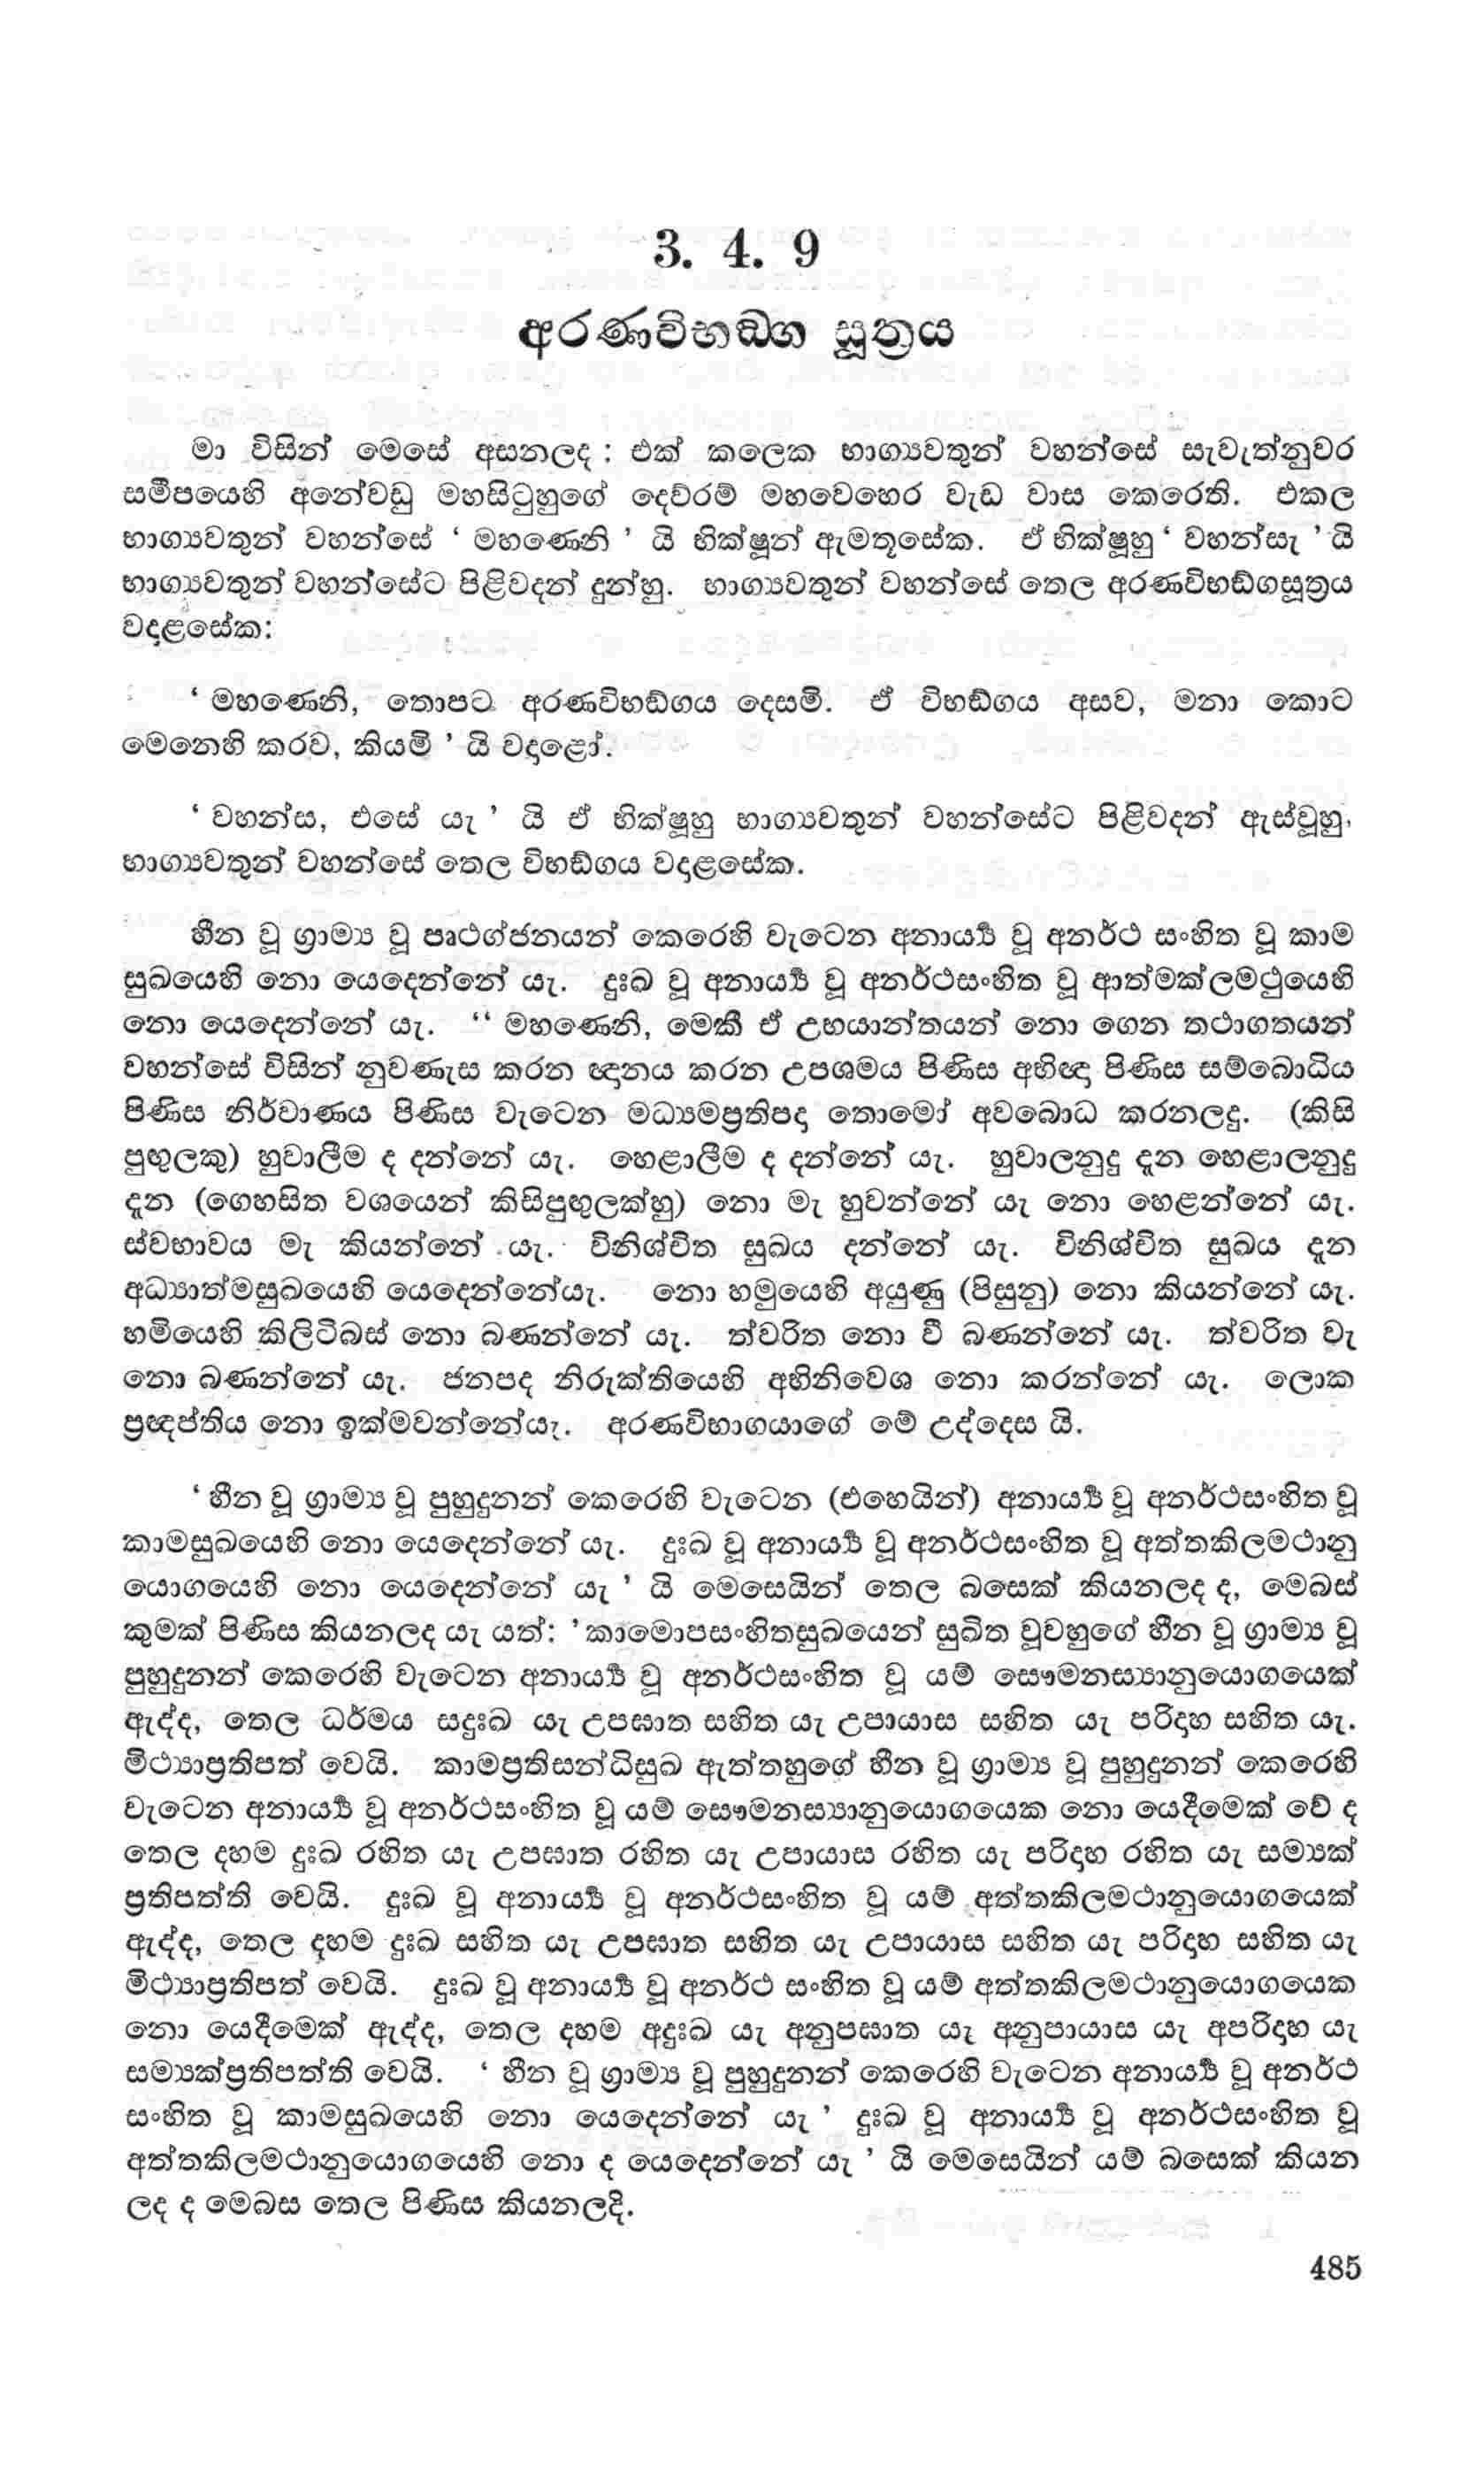 3. 4. 9
අරණවිභඞග සූත්‍රය
මා විසින් මෙසේ අසනලද : එක් කලෙක භාග්‍යවතුන් වහන්සේ සැවැත්නුවර
සමීපයෙහි අනේවඩු මහසිටුහුගේ දෙව්රම් මහවෙහෙර වැඩ වාස කෙරෙති. එකල
භාග්‍යවතුන් වහන්සේ ‘ මහණෙනි ’ යි භික්ෂූන් ඇමතූසේක. ඒ භික්ෂූහු ‘ වහන්සැ ’ යි
භාග්‍යවතුන් වහන්සේට පිළිවදන් දුන්හු. භාග්‍යවතුන් වහන්සේ තෙල අරණවිභඬ්ගසූත්‍රය
වදාළසේක:
‘ මහණෙනි, තොපට අරණවිභඬ්ගය දෙසමි. ඒ විභඬ්ගය අසව, මනා කොට
මෙනෙහි කරව, කියමි ’ යි වදාළෝ.
‘ වහන්ස, එසේ යැ ’ යි ඒ භික්ෂූහු භාග්‍යවතුන් වහන්සේට පිළිවදන් ඇස්වූහු,
භාග්‍යවතුන් වහන්සේ තෙල විභඬ්ගය වදාළසේක.
හීන වූ ග්‍රාම්‍ය වූ පෘථග්ජනයන් කෙරෙහි වැටෙන අනාර්‍ය්‍ය වූ අනර්ථ සංහිත වූ කාම
සුඛයෙහි නො යෙදෙන්නේ යැ. දුඃඛ වූ අනාර්‍ය්‍ය වූ අනර්ථසංහිත වූ ආත්මක්ලමථුයෙහි
නො යෙදෙන්නේ යැ. “ මහණෙනි, මෙකී ඒ උභයාන්තයන් නො ගෙන තථාගතයන්
වහන්සේ විසින් නුවණැස කරන ඥානය කරන උපශමය පිණිස අභිඥා පිණිස සම්බොධිය
පිණිස නිර්වාණය පිණිස වැටෙන මධ්‍යමප්‍රතිපදා තොමෝ අවබොධ කරනලදු. (කිසි
පුඟුලකු) හුවාලීම ද දන්නේ යැ. හෙළාලීම ද දන්නේ යැ. හුවාලනුදු දැන හෙළාලනුදු
දැන (ගෙහසිත වශයෙන් කිසිපුඟුලක්හු) නො මැ හුවන්නේ යැ නො හෙළන්නේ යැ.
ස්වභාවය මැ කියන්නේ යැ. විනිශ්චිත සුඛය දන්නේ යැ. විනිශ්චිත සුඛය දැන
අධ්‍යාත්මසුඛයෙහි යෙදෙන්නේයැ. නො හමුයෙහි අයුණු (පිසුනු) නො කියන්නේ යැ.
හමියෙහි කිලිටිබස් නො බණන්නේ යැ. ත්වරිත නො වී බණන්නේ යැ. ත්වරිත වැ
නො බණන්නේ යැ. ජනපද නිරුක්තියෙහි අභිනිවෙශ නො කරන්නේ යැ. ලොක
ප්‍රඥප්තිය නො ඉක්මවන්නේයැ. අරණවිභාගයාගේ මේ උද්දෙස යි.
‘ හීන වූ ග්‍රාම්‍ය වූ පුහුදුනන් කෙරෙහි වැටෙන (එහෙයින්) අනාර්‍ය්‍ය වූ අනර්ථසංහිත වූ
කාමසුඛයෙහි නො යෙදෙන්නේ යැ. දුඃඛ වූ අනාර්‍ය්‍ය වූ අනර්ථසංහිත වූ අත්තකිලමථානු
යොගයෙහි නො යෙදෙන්නේ යැ ’ යි මෙසෙයින් තෙල බසෙක් කියනලද ද, මෙබස්
කුමක් පිණිස කියනලද යැ යත්: ’කාමොපසංහිතසුඛයෙන් සුඛිත වූවහුගේ හීන වූ ග්‍රාම්‍ය වූ
පුහුදුනන් කෙරෙහි වැටෙන අනාර්‍ය්‍ය වූ අනර්ථසංහිත වූ යම් සෞමනස්‍යානුයොගයෙක්
ඇද්ද, තෙල ධර්මය සදුඃඛ යැ උපඝාත සහිත යැ උපායාස සහිත යැ පරිදාහ සහිත යැ.
මිථ්‍යාප්‍රතිපත් වෙයි. කාමප්‍රතිසන්ධිසුඛ ඇත්තහුගේ හීන වූ ග්‍රාම්‍ය වූ පුහුදුනන් කෙරෙහි
වැටෙන අනාර්‍ය්‍ය වූ අනර්ථසංහිත වූ යම් සෞමනස්‍යානුයොගයෙක නො යෙදීමෙක් වේ ද
තෙල දහම දුඃඛ රහිත යැ උපඝාත රහිත යැ උපායාස රහිත යැ පරිදාහ රහිත යැ සම්‍යක්
ප්‍රතිපත්ති වෙයි. දුඃඛ වූ අනාර්‍ය්‍ය වූ අනර්ථසංහිත වූ යම් අත්තකිලමථානුයොගයෙක්
ඇද්ද, තෙල දහම දුඃඛ සහිත යැ උපඝාත සහිත යැ උපායාස සහිත යැ පරිදාහ සහිත යැ
මිථ්‍යාප්‍රතිපත් වෙයි. දුඃඛ වූ අනාර්‍ය්‍ය වූ අනර්ථ සංහිත වූ යම් අත්තකිලමථානුයොගයෙක
නො යෙදීමෙක් ඇද්ද, තෙල දහම අදුඃඛ යැ අනුපඝාත යැ අනුපායාස යැ අපරිදාහ යැ
සම්‍යක්ප්‍රතිපත්ති වෙයි. ‘ හීන වූ ග්‍රාම්‍ය වූ පුහුදුනන් කෙරෙහි වැටෙන අනාර්‍ය්‍ය වූ අනර්ථ
සංහිත වූ කාමසුඛයෙහි නො යෙදෙන්නේ යැ ’ දුඃඛ වූ අනාර්‍ය්‍ය වූ අනර්ථසංහිත වූ
අත්තකිලමථානුයොගයෙහි නො ද යෙදෙන්නේ යැ ’ යි මෙසෙයින් යම් බසෙක් කියන
ලද ද මෙබස තෙල පිණිස කියනලදි.
485